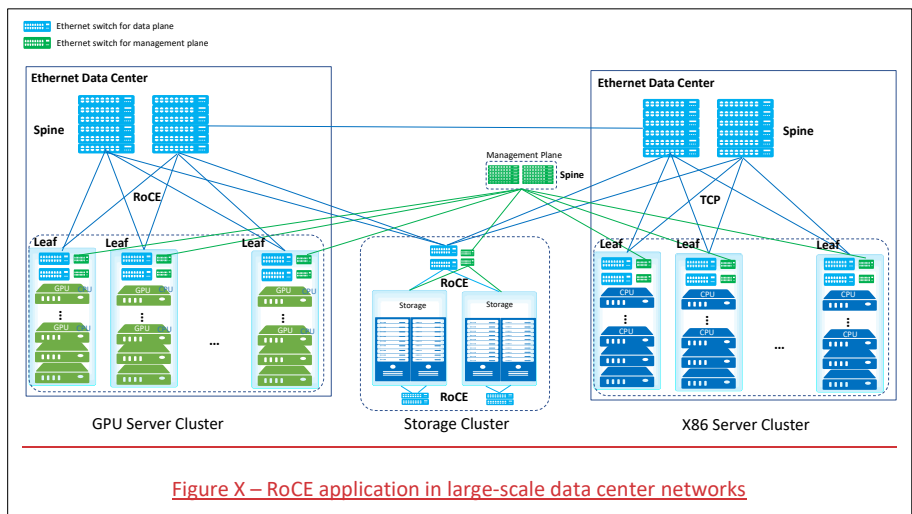 Ethernet switch for data plane
Ethernet switch for management plane
Ethernet Data Center
Ethernet Data Center
Spine
Spine
Management Plane
Spine
RoCE
TCP
Leaf
Leaf
Leaf
Leaf
Leaf
Leaf
RoCE
GPU CPU
GPU CPU
GPU CPU
Storage
Storage
CPU
CPU
CPU
GPU CPU
GPU CPU
GPU CPU
CPU
CPU
CPU
...
...
RoCE
GPU Server Cluster
Storage Cluster
X86 Server Cluster
Figure X – RoCE application in large-scale data center networks